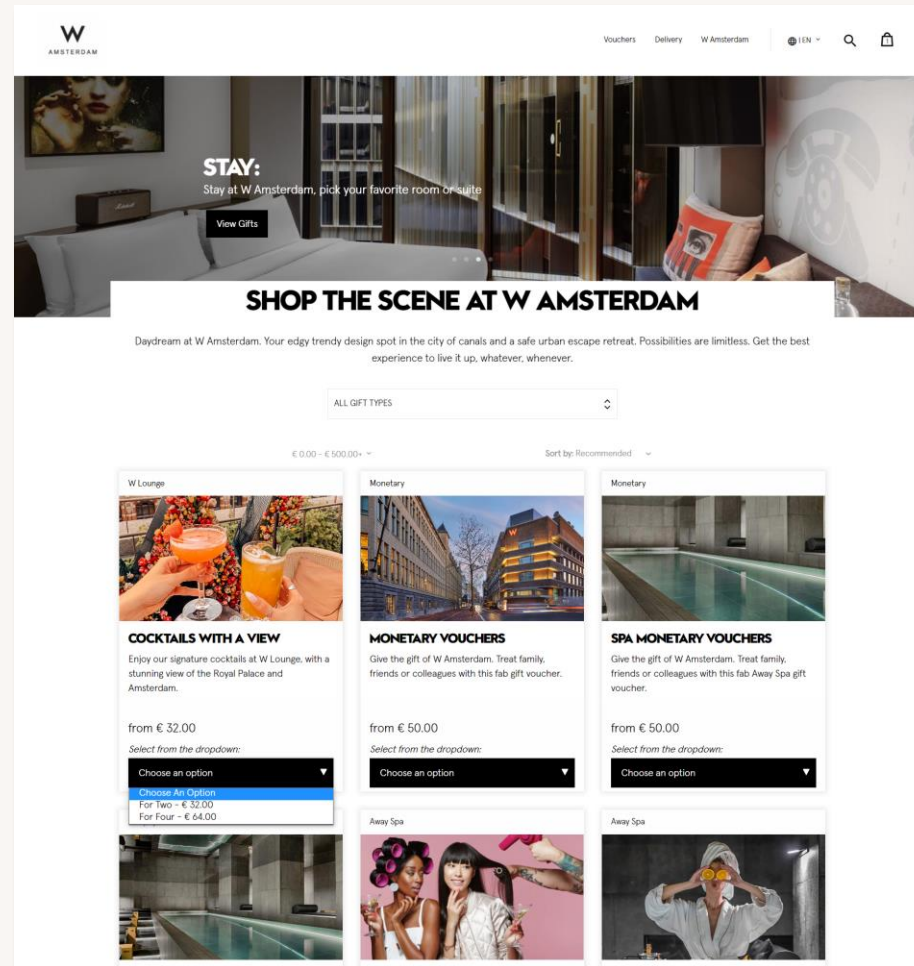 W
AMSTERDAM
Vouchers Delivery W Amsterdam | EN
1
STAY:
Stay at W Amsterdam, pick your favorite room or suite
View Gifts
SHOP THE SCENE AT W AMSTERDAM
Daydream at W Amsterdam. Your edgy trendy design spot in the city of canals and a safe urban escape retreat. Possibilities are limitless. Get the best
experience to live it up, whatever, whenever.
ALL GIFT TYPES
€ 0.00 – € 500.00+
Sort by: Recommended
W Lounge
COCKTAILS WITH A VIEW
Enjoy our signature cocktails at W Lounge, with a
stunning view of the Royal Palace and
Amsterdam.
from € 32.00
Select from the dropdown:
Choose an option
Choose An Option
For Two - € 32.00
For Four - € 64.00
Monetary
W
MONETARY VOUCHERS
Give the gift of W Amsterdam. Treat family,
friends or colleagues with this fab gift voucher.
from € 50.00
Select from the dropdown:
Choose an option
Monetary
SPA MONETARY VOUCHERS
Give the gift of W Amsterdam. Treat family,
friends or colleagues with this fab Away Spa gift
voucher.
from € 50.00
Select from the dropdown:
Choose an option
Away Spa
Away Spa